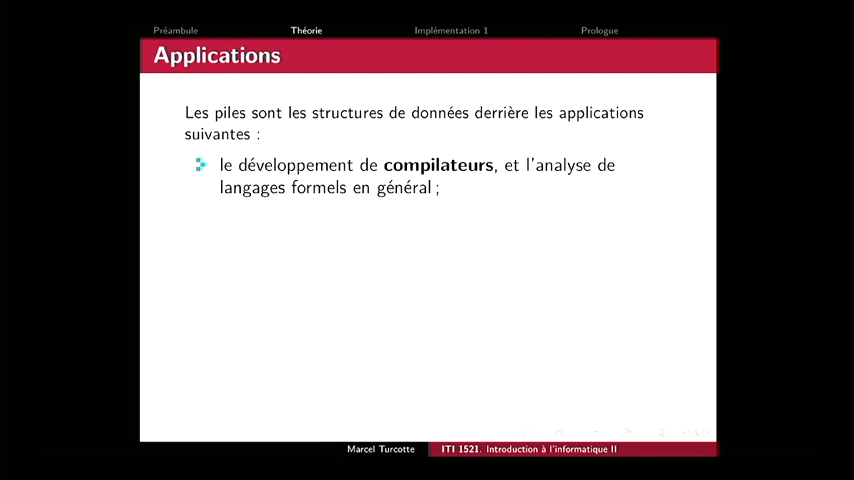 Préambule Théorie Implémentation 1 Prologue
Applications
Les piles sont les structures de données derrière les applications
suivantes :
le développement de compilateurs, et l'analyse de
langages formels en général ;
Marcel Turcotte ITI 1521. Introduction à l'informatique II